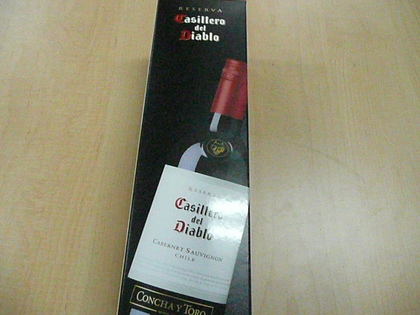 RESERVA
Casillero
del
Diablo
RESERVA
Casillero
del
Diablo
CABERNET SAUVIGNON
CHILE
CONCHA Y TORO